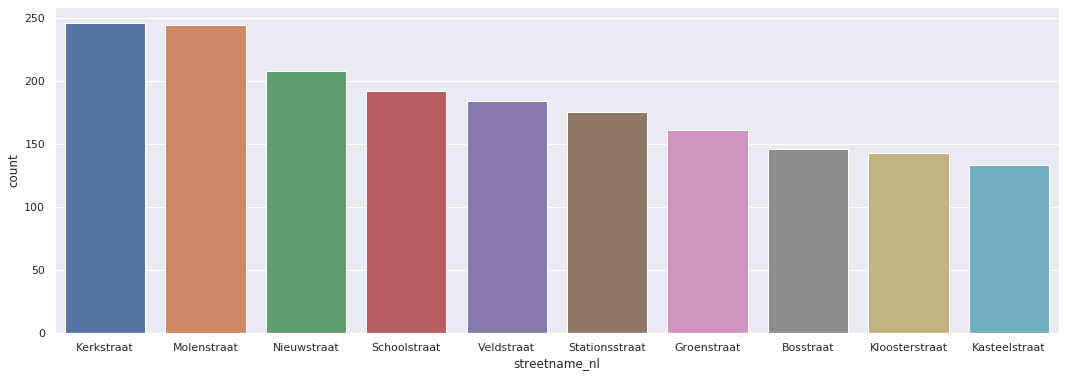 250
200
150
100
50
0
count
Kerkstraat Molenstraat Nieuwstraat Schoolstraat Veldstraat Stationsstraat Groenstraat Bosstraat Kloosterstraat Kasteelstraat
streetname_nl